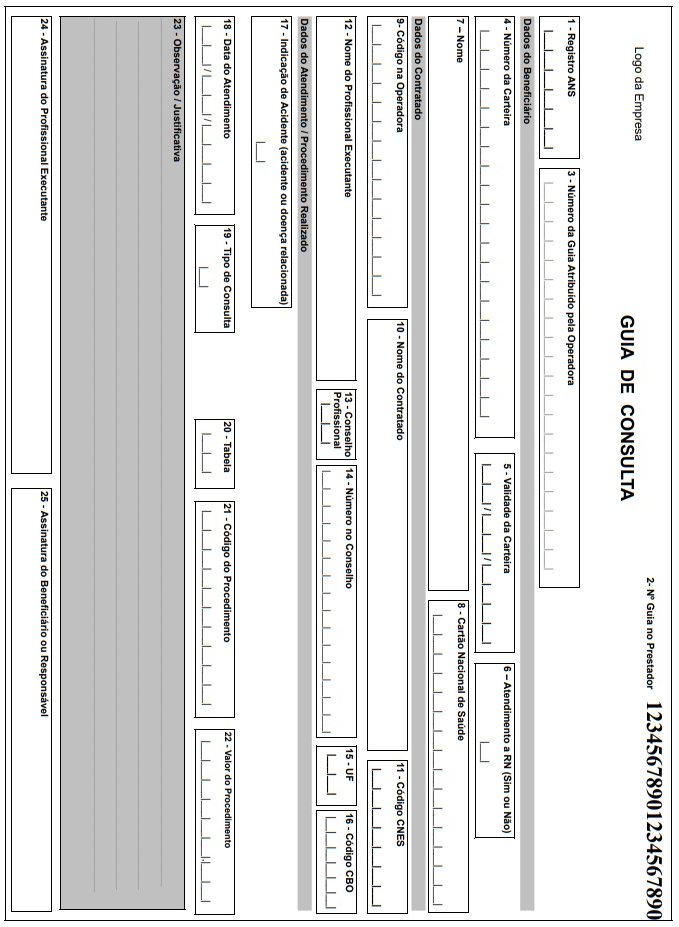 Logo da Empresa
GUIA DE CONSULTA
2- Nº Guia no Prestador 12345678901234567890
1 - Registro ANS
3 - Número da Guia Atribuído pela Operadora
Dados do Beneficiário
4 - Número da Carteira
5 - Validade da Carteira
6 – Atendimento a RN (Sim ou Não)
7 – Nome
8 - Cartão Nacional de Saúde
Dados do Contratado
9- Código na Operadora
10 - Nome do Contratado
11 - Código CNES
12 - Nome do Profissional Executante
13 - Conselho
Profissional
14 - Número no Conselho
15 - UF
16 - Código CBO
Dados do Atendimento / Procedimento Realizado
17 - Indicação de Acidente (acidente ou doença relacionada)
18 - Data do Atendimento
19 - Tipo de Consulta
20 - Tabela
21 - Código do Procedimento
22 - Valor do Procedimento
23 - Observação / Justificativa
24 - Assinatura do Profissional Executante
25 - Assinatura do Beneficiário ou Responsável